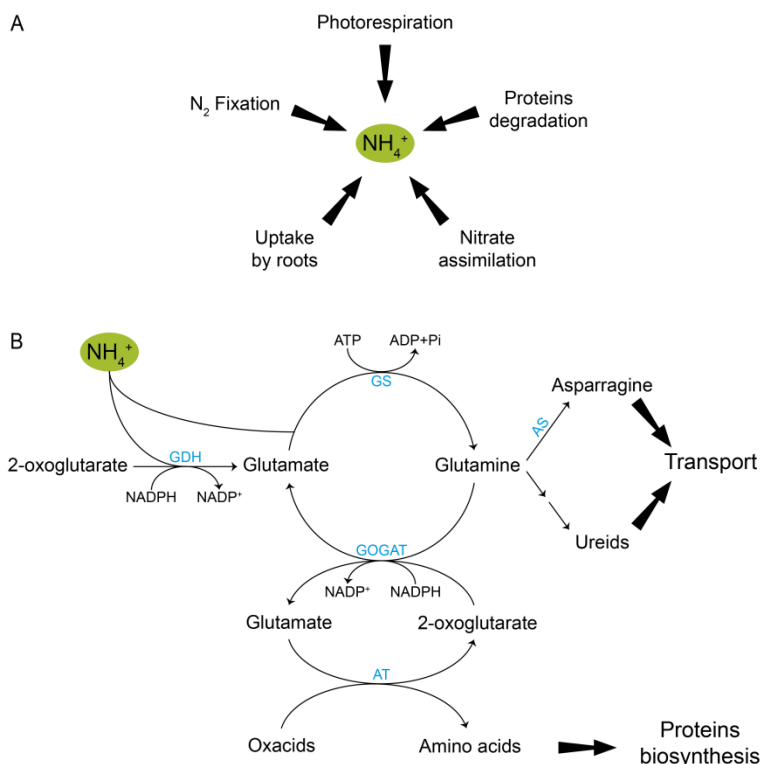 A
Photorespiration
N₂ Fixation
Proteins
degradation
NH₄⁺
Uptake
by roots
Nitrate
assimilation
B
NH₄⁺
ATP
ADP+Pi
GS
Asparragine
AS
2-oxoglutarate
GDH
Glutamate
Glutamine
Transport
NADPH
NADP⁺
Ureids
GOGAT
NADP⁺
NADPH
Glutamate
2-oxoglutarate
AT
Oxacids
Amino acids
Proteins
biosynthesis